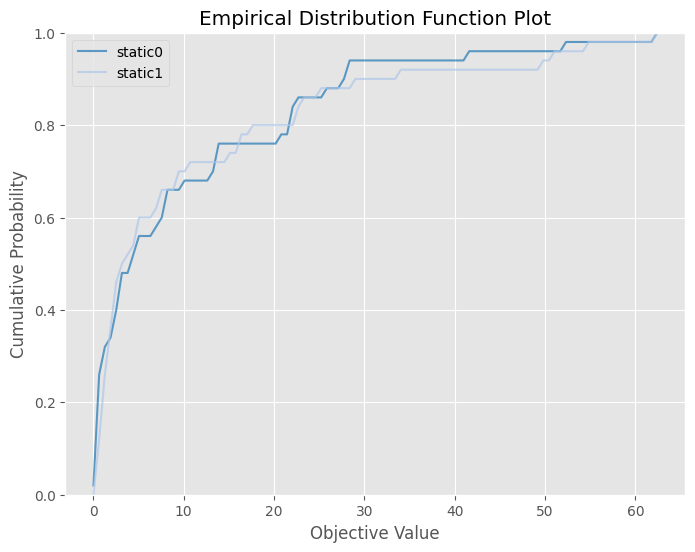 Empirical Distribution Function Plot
static0
static1
Cumulative Probability
1.0
0.8
0.6
0.4
0.2
0.0
0 10 20 30 40 50 60
Objective Value